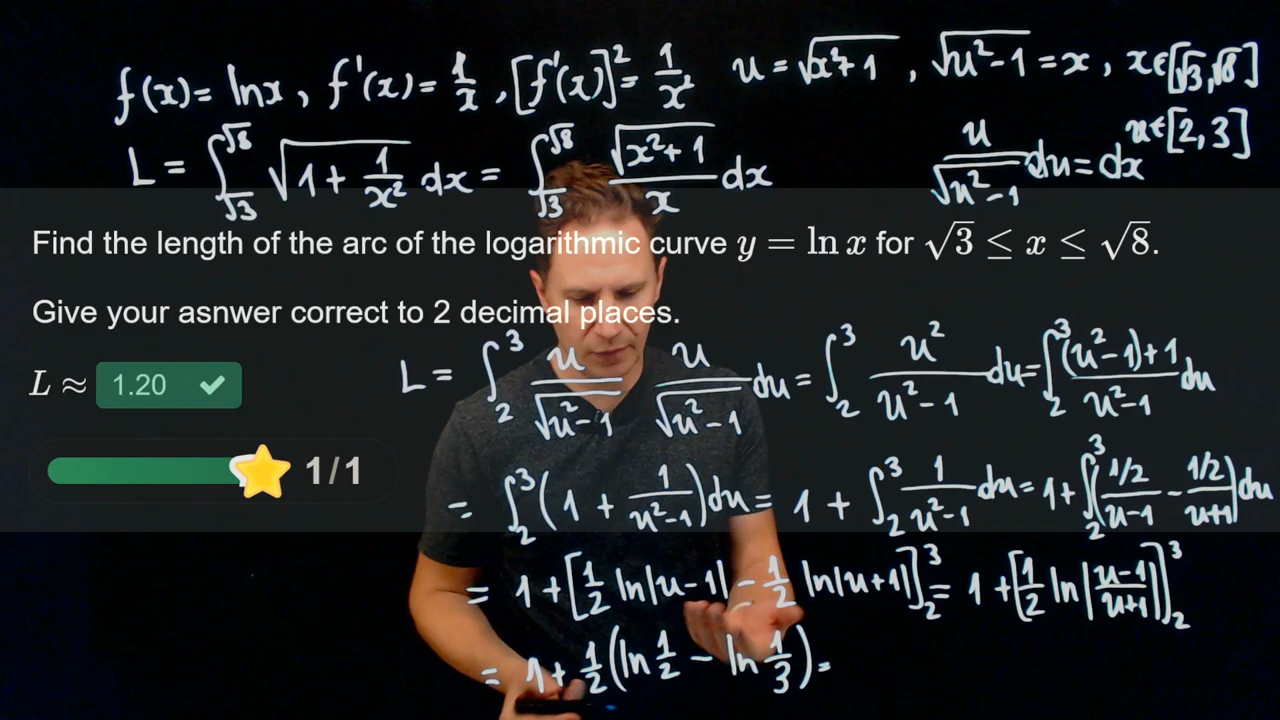 f(x) = ln x , f'(x) = 1/x , [f'(x)]² = 1/x² u = √(x²+1) , √(u²-1) = x , x ∈ [√3, √8]
u ∈ [2, 3]
L = ∫_√3^√8 √(1 + 1/x²) dx = ∫_√3^√8 √(x²+1)/x dx u/√(u²-1) du = dx
Find the length of the arc of the logarithmic curve y = ln x for √3 ≤ x ≤ √8.
Give your asnwer correct to 2 decimal places.
L = ∫_2^3 u/√(u²-1) u/√(u²-1) du = ∫_2^3 u²/(u²-1) du = ∫_2^3 ((u²-1)+1)/(u²-1) du
L ≈ 1.20
1/1
= ∫_2^3 (1 + 1/(u²-1)) du = 1 + ∫_2^3 1/(u²-1) du = 1 + ∫_2^3 ((1/2)/(u-1) - (1/2)/(u+1)) du
= 1 + [1/2 ln|u-1| - 1/2 ln|u+1|]_2^3 = 1 + [1/2 ln|(u-1)/(u+1)|]_2^3
= 1 + 1/2 (ln 1/2 - ln 1/3) =